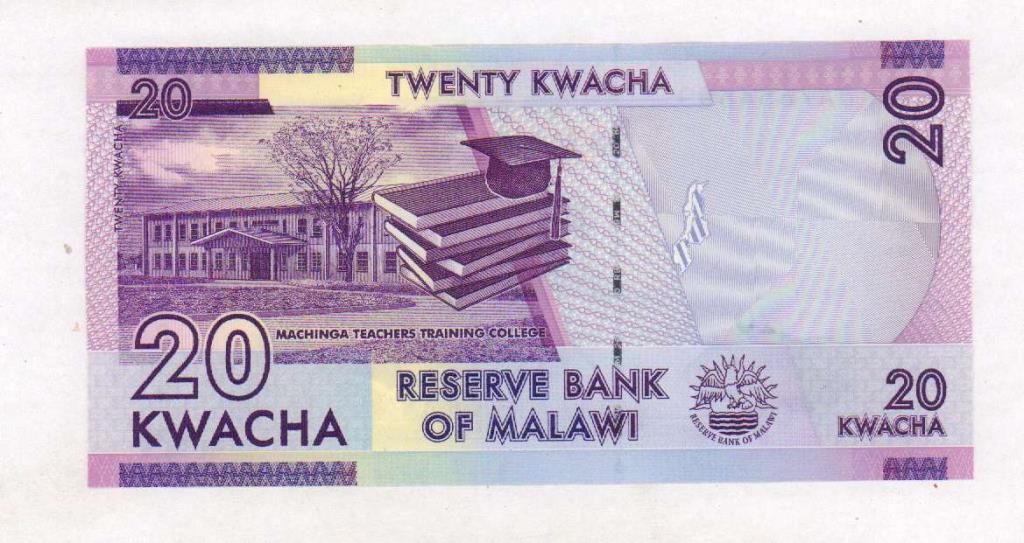 TWENTY KWACHA
20
20
TWENTY KWACHA
MACHINGA TEACHERS TRAINING COLLEGE
20
KWACHA
RESERVE BANK
OF MALAWI
RESERVE BANK OF MALAWI
20
KWACHA